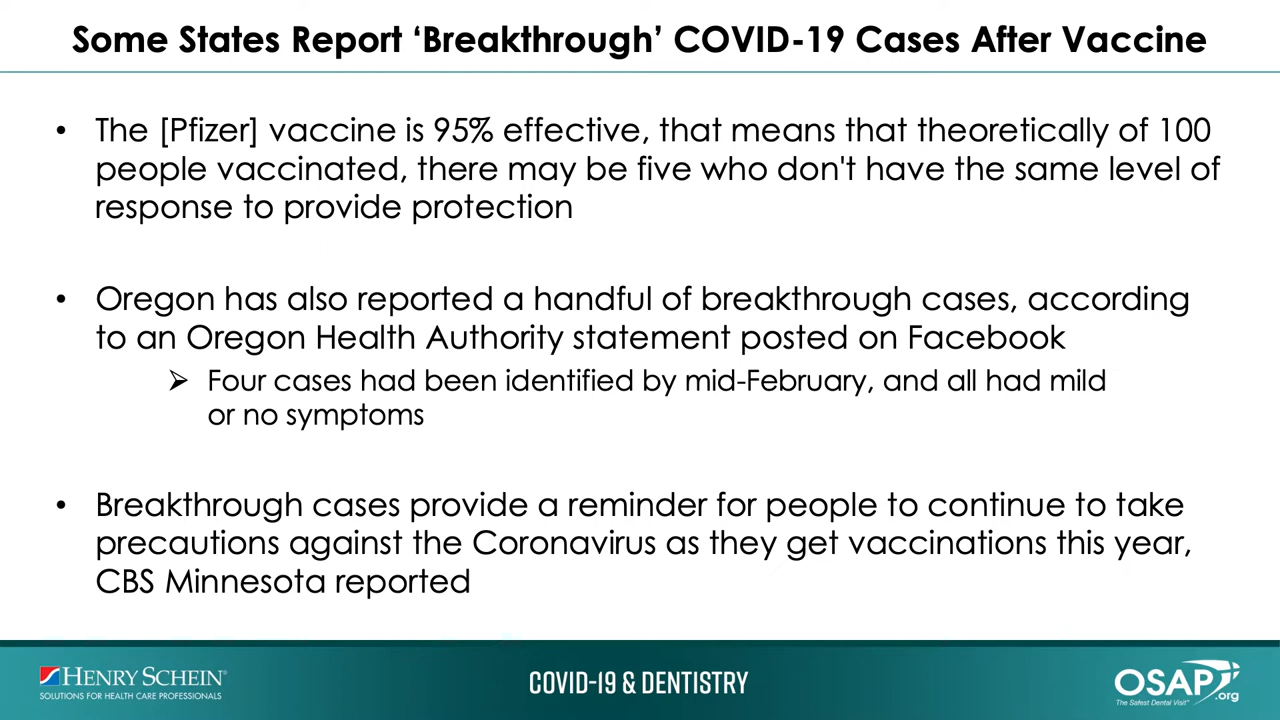 Some States Report ‘Breakthrough’ COVID-19 Cases After Vaccine
• The [Pfizer] vaccine is 95% effective, that means that theoretically of 100
people vaccinated, there may be five who don't have the same level of
response to provide protection
• Oregon has also reported a handful of breakthrough cases, according
to an Oregon Health Authority statement posted on Facebook
➢ Four cases had been identified by mid-February, and all had mild
or no symptoms
• Breakthrough cases provide a reminder for people to continue to take
precautions against the Coronavirus as they get vaccinations this year,
CBS Minnesota reported
HENRY SCHEIN®
SOLUTIONS FOR HEALTH CARE PROFESSIONALS
COVID-19 & DENTISTRY
OSAP.org
The Safest Dental Visit™